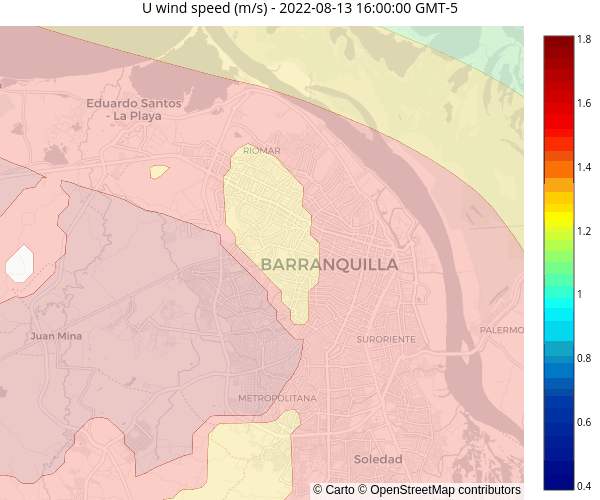 U wind speed (m/s) - 2022-08-13 16:00:00 GMT-5
1.8
Eduardo Santos
- La Playa
1.6
RIOMAR
1.4
1.2
BARRANQUILLA
1
Juan Mina
SURORIENTE
PALERMO
0.8
METROPOLITANA
0.6
Soledad
0.4
© Carto © OpenStreetMap contributors